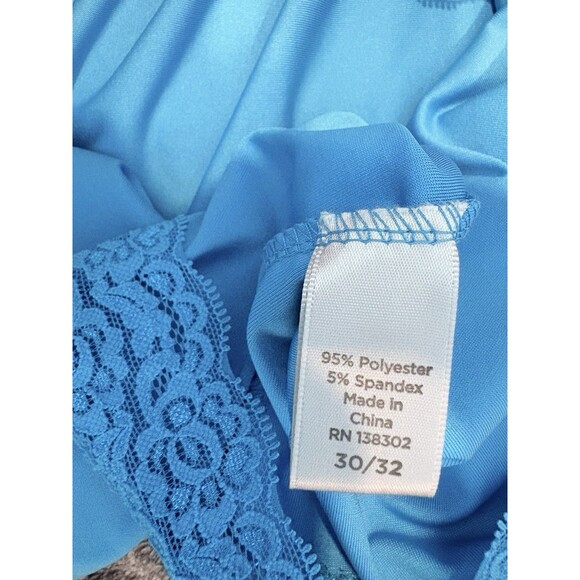 95% Polyester
5% Spandex
Made in
China
RN 138302
30/32